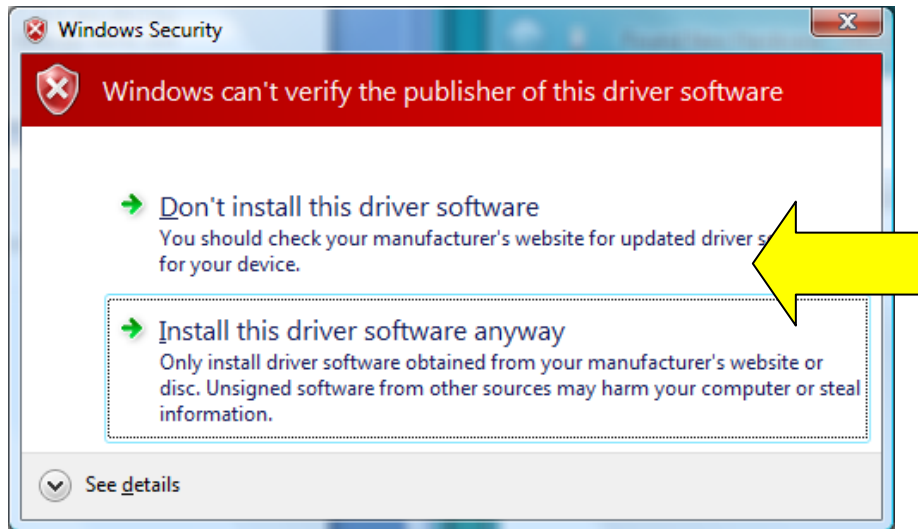 Windows Security
Windows can't verify the publisher of this driver software
Don't install this driver software
You should check your manufacturer's website for updated driver
for your device.
Install this driver software anyway
Only install driver software obtained from your manufacturer's website or
disc. Unsigned software from other sources may harm your computer or steal
information.
See details